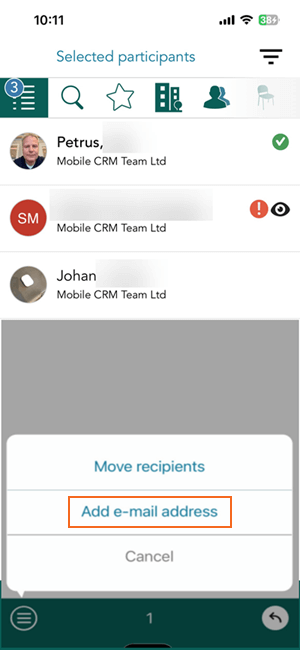 10:11
38
Selected participants
3
Petrus,
Mobile CRM Team Ltd
SM
Mobile CRM Team Ltd
Johan
Mobile CRM Team Ltd
Move recipients
Add e-mail address
Cancel
1